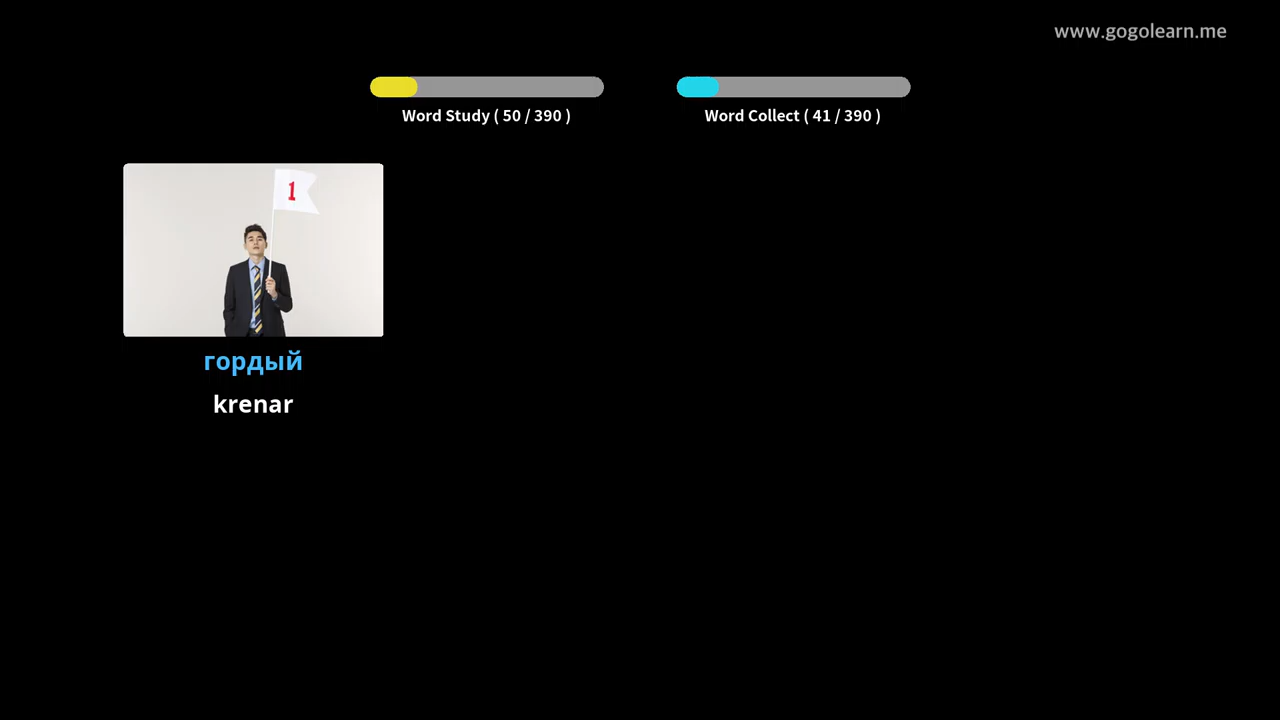 www.gogolearn.me
Word Study ( 50 / 390 )
Word Collect ( 41 / 390 )
1
гордый
krenar